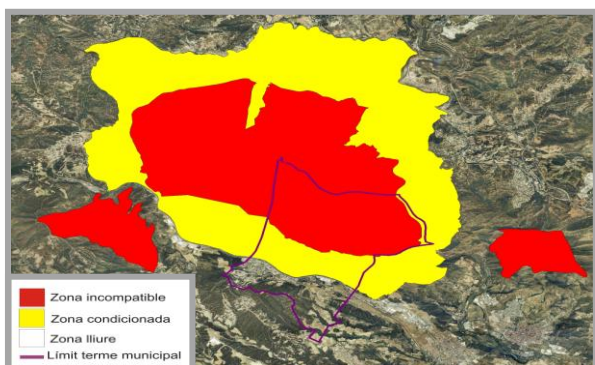 Zona incompatible
Zona condicionada
Zona lliure
Límit terme municipal